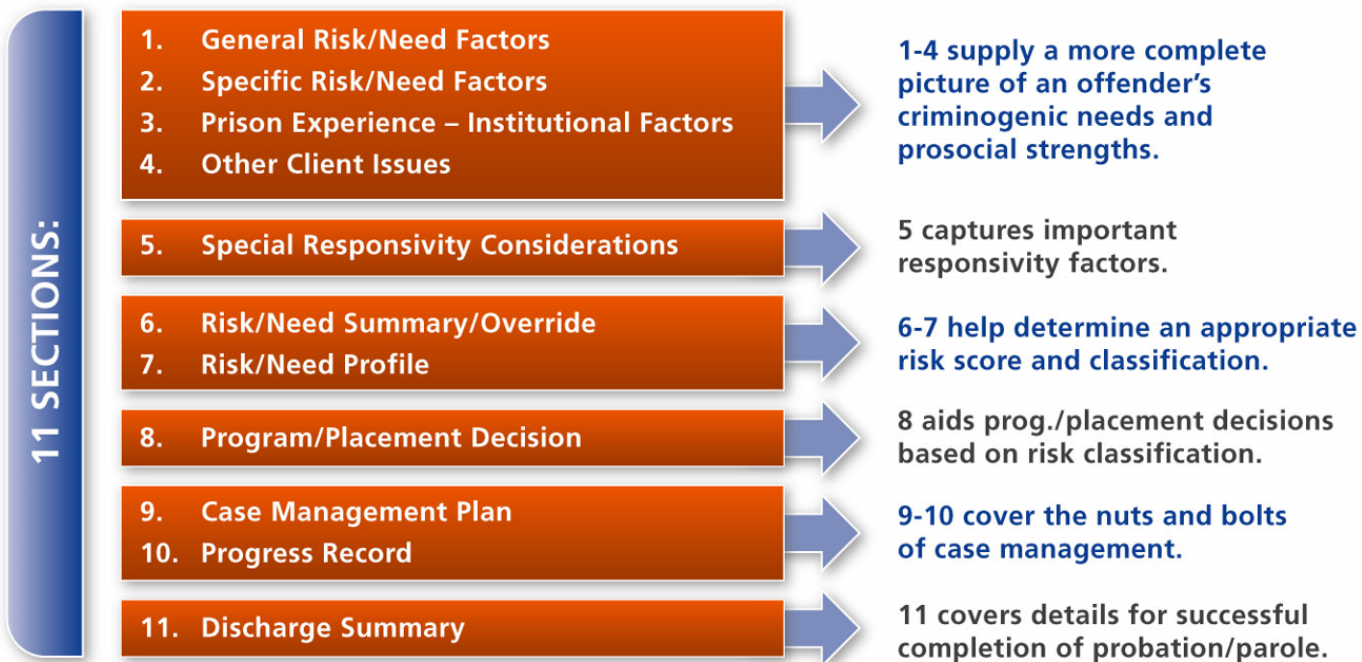 11 SECTIONS:
1. General Risk/Need Factors
2. Specific Risk/Need Factors
3. Prison Experience – Institutional Factors
4. Other Client Issues
1-4 supply a more complete
picture of an offender’s
criminogenic needs and
prosocial strengths.
5. Special Responsivity Considerations
5 captures important
responsivity factors.
6. Risk/Need Summary/Override
7. Risk/Need Profile
6-7 help determine an appropriate
risk score and classification.
8. Program/Placement Decision
8 aids prog./placement decisions
based on risk classification.
9. Case Management Plan
10. Progress Record
9-10 cover the nuts and bolts
of case management.
11. Discharge Summary
11 covers details for successful
completion of probation/parole.